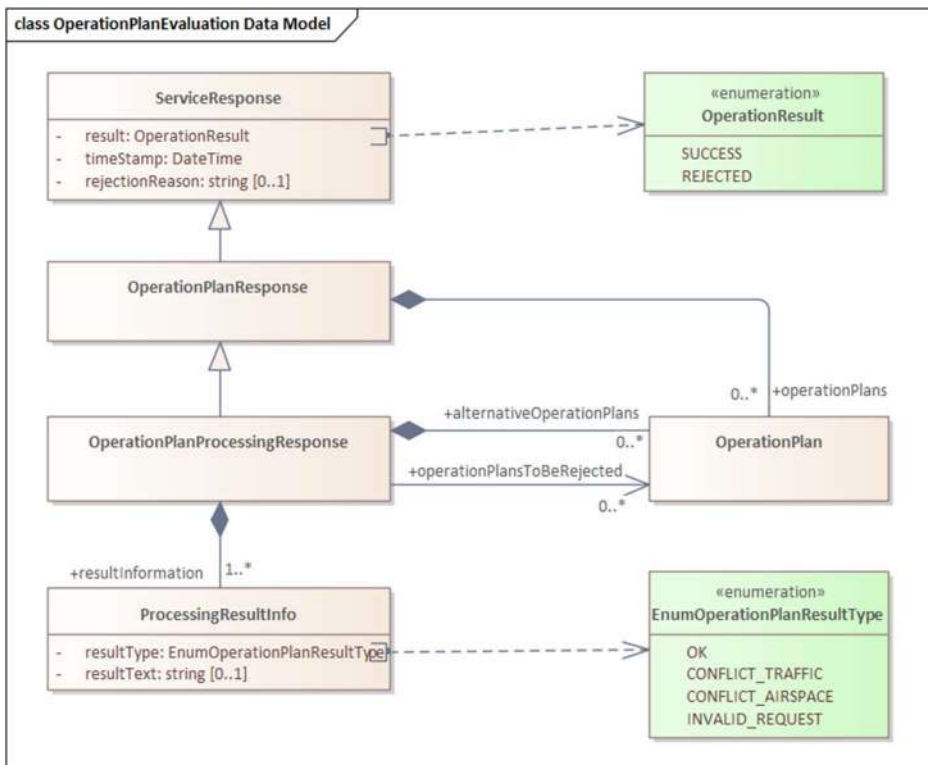 class OperationPlanEvaluation Data Model
ServiceResponse
- result: OperationResult
- timeStamp: DateTime
- rejectionReason: string [0..1]
«enumeration»
OperationResult
SUCCESS
REJECTED
OperationPlanResponse
0..* +operationPlans
OperationPlanProcessingResponse
+alternativeOperationPlans
0..*
+operationPlansToBeRejected
0..*
OperationPlan
+resultInformation 1..*
ProcessingResultInfo
- resultType: EnumOperationPlanResultType
- resultText: string [0..1]
«enumeration»
EnumOperationPlanResultType
OK
CONFLICT_TRAFFIC
CONFLICT_AIRSPACE
INVALID_REQUEST